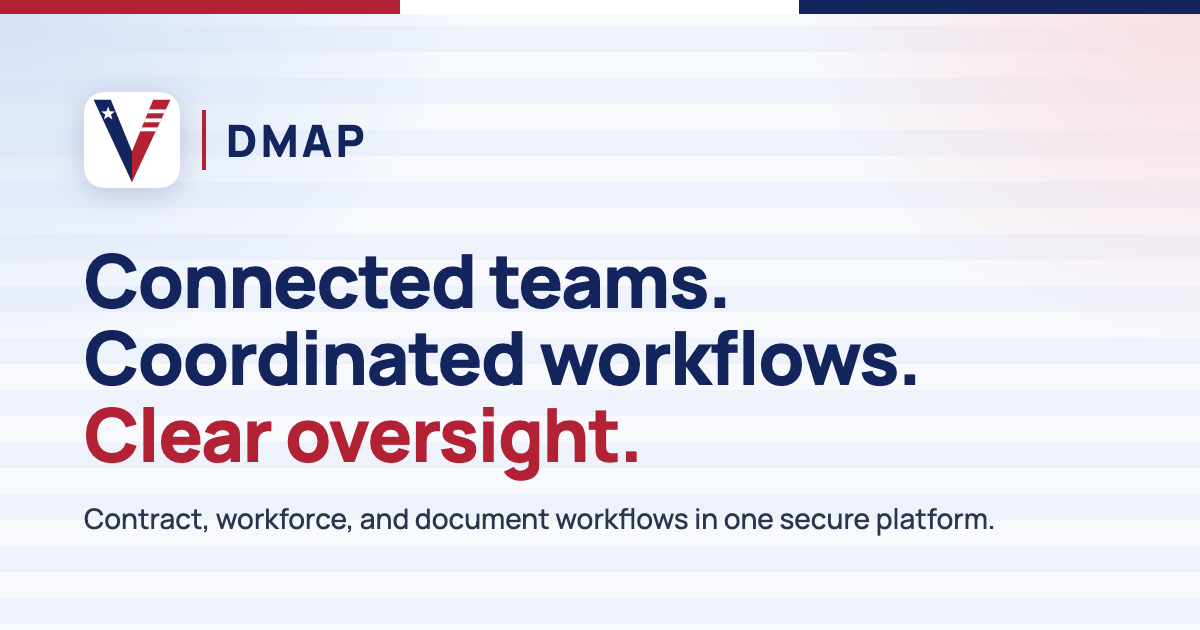 DMAP
Connected teams.
Coordinated workflows.
Clear oversight.
Contract, workforce, and document workflows in one secure platform.